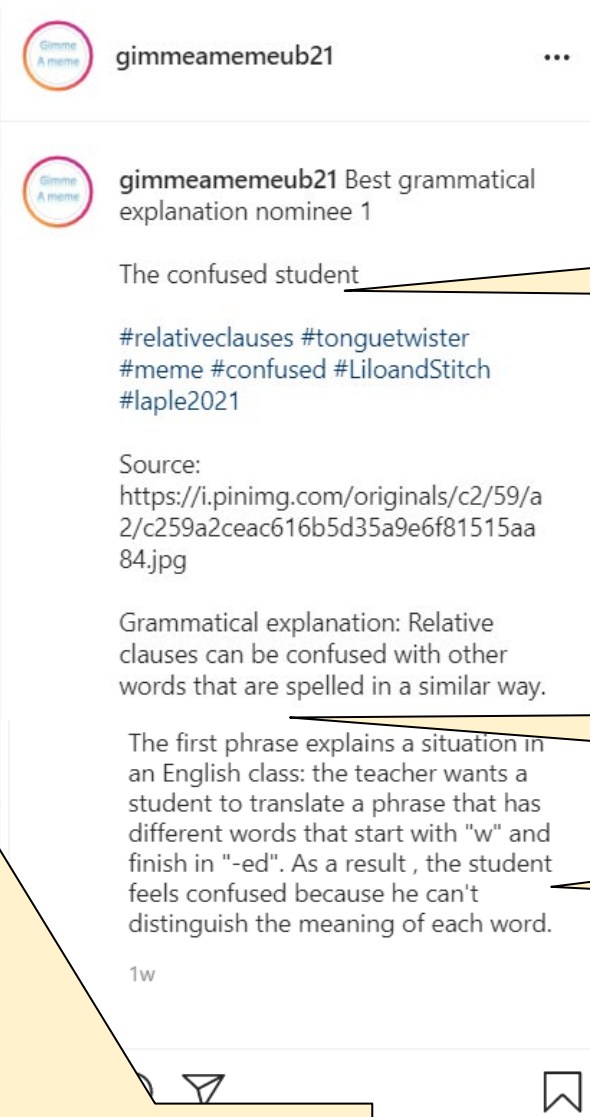 Gimme
A meme
gimmeamemeub21
Gimme
A meme
gimmeamemeub21 Best grammatical
explanation nominee 1
The confused student
#relativeclauses #tonguetwister
#meme #confused #LiloandStitch
#laple2021
Source:
https://i.pinimg.com/originals/c2/59/a
2/c259a2ceac616b5d35a9e6f81515aa
84.jpg
Grammatical explanation: Relative
clauses can be confused with other
words that are spelled in a similar way.
The first phrase explains a situation in
an English class: the teacher wants a
student to translate a phrase that has
different words that start with "w" and
finish in "-ed". As a result , the student
feels confused because he can't
distinguish the meaning of each word.
1w